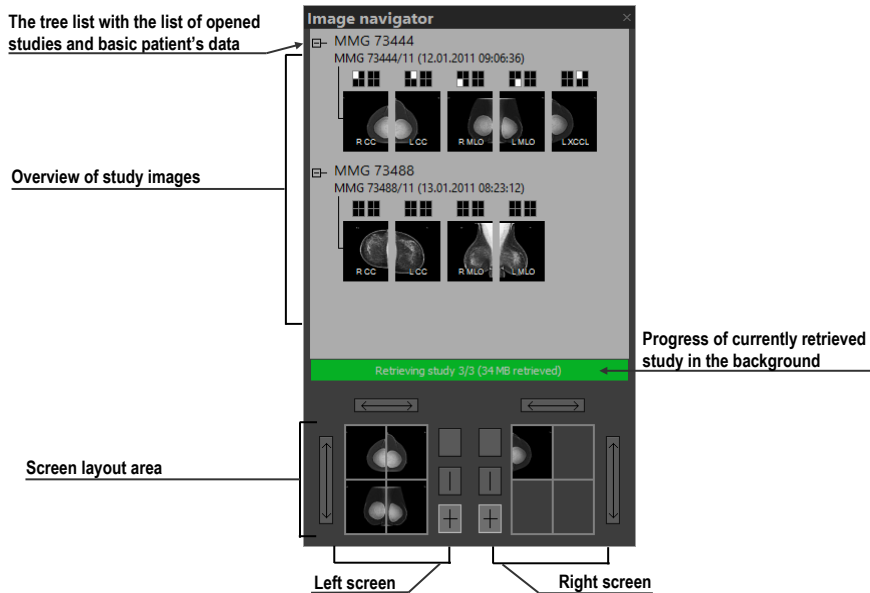 The tree list with the list of opened
studies and basic patient's data
Image navigator
×
MMG 73444
MMG 73444/11 (12.01.2011 09:06:36)
R CC
L CC
R MLO
L MLO
L XCCL
Overview of study images
MMG 73488
MMG 73488/11 (13.01.2011 08:23:12)
R CC
L CC
R MLO
L MLO
Progress of currently retrieved
study in the background
Retrieving study 3/3 (34 MB retrieved)
Screen layout area
Left screen
Right screen